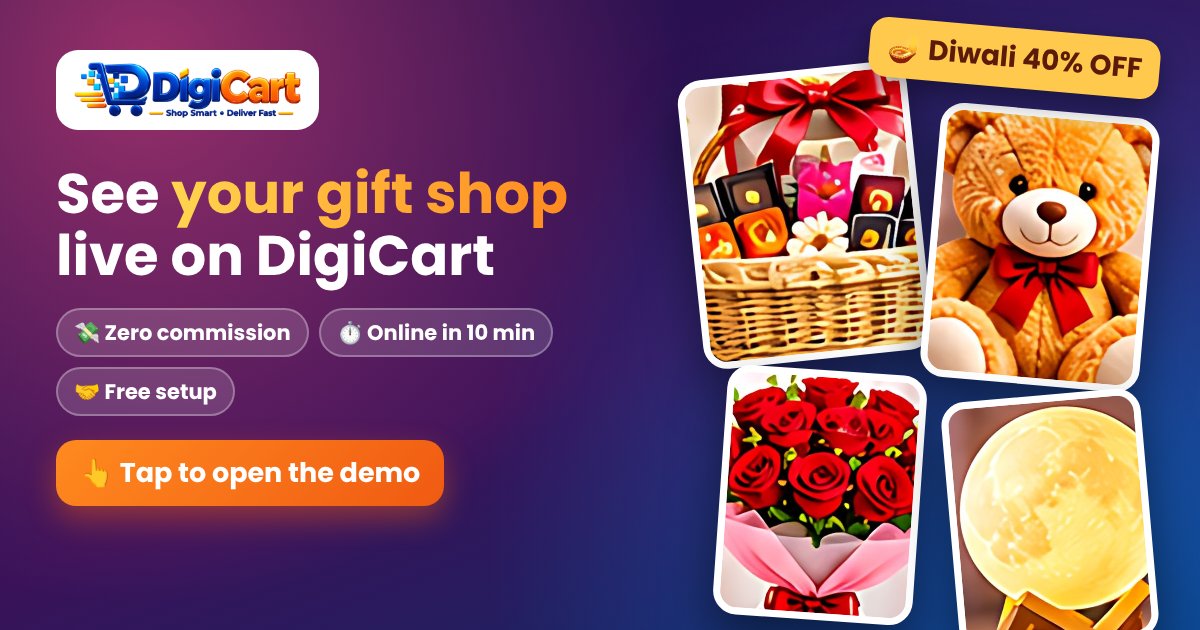 DigiCart
Shop Smart • Deliver Fast
Diwali 40% OFF
See your gift shop
live on DigiCart
💸 Zero commission
⏱️ Online in 10 min
🤝 Free setup
👆 Tap to open the demo